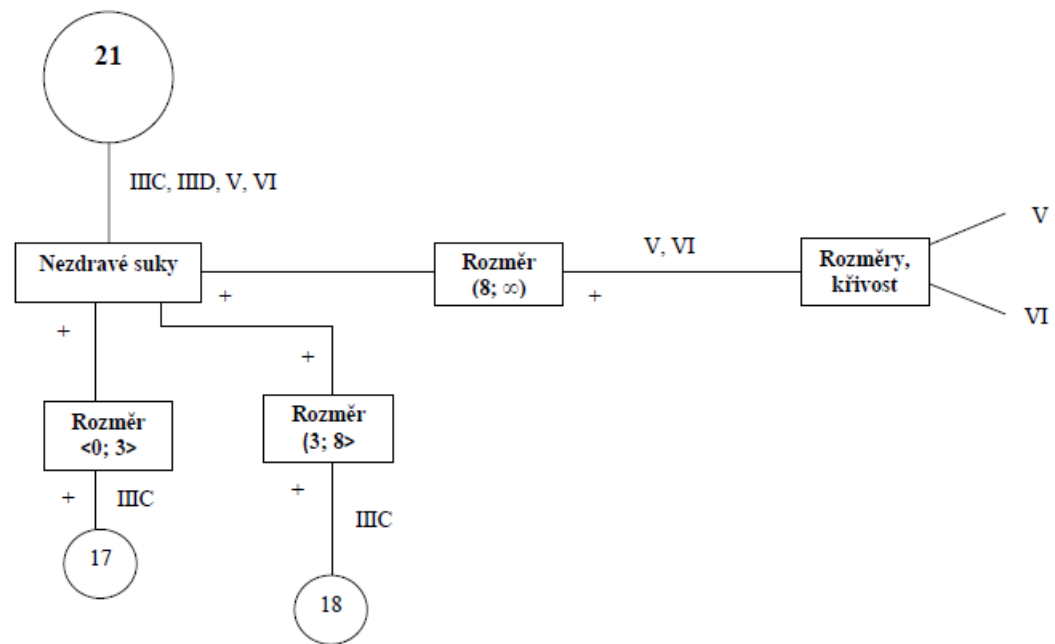 21
IIIC, IIID, V, VI
Nezdravé suky
+
+
+
Rozměr
(8; ∞)
+
V, VI
Rozměry,
křivost
V
VI
Rozměr
<0; 3>
+
IIIC
17
Rozměr
(3; 8>
+
IIIC
18